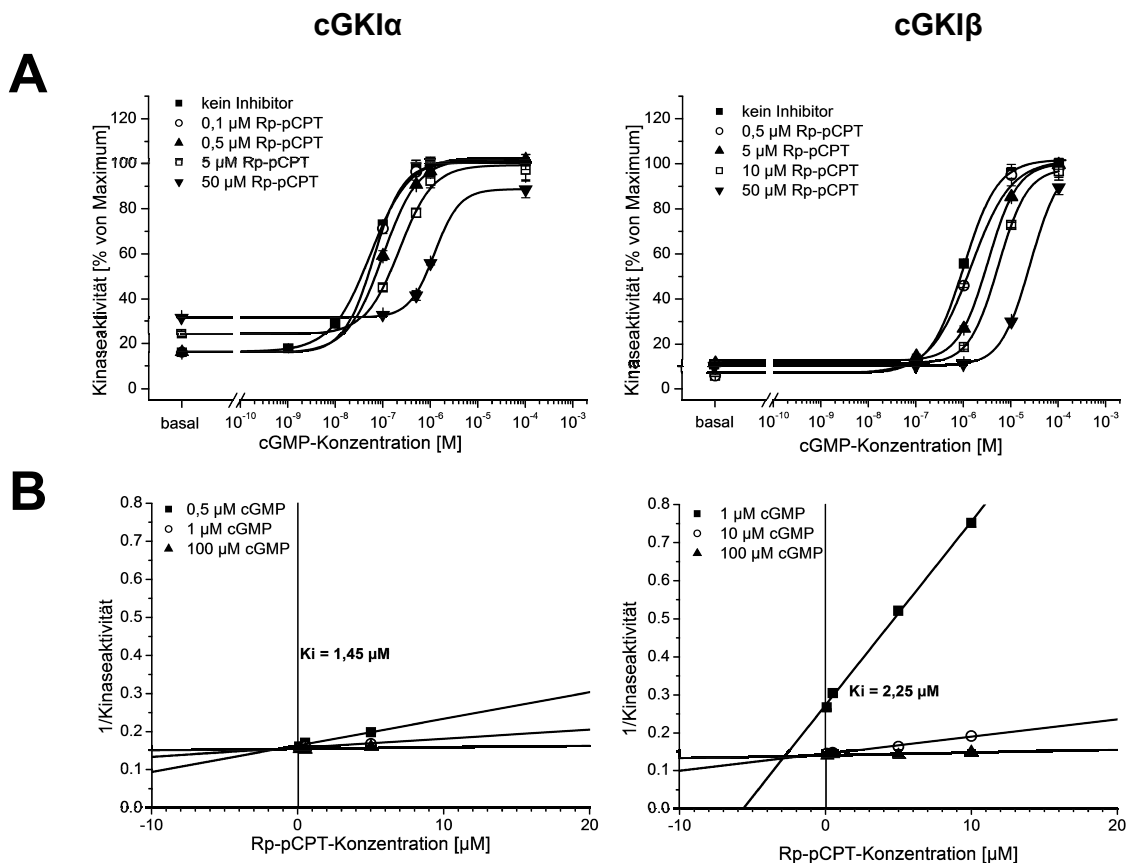 cGKIα
cGKIβ
A
kein Inhibitor
0,1 µM Rp-pCPT
0,5 µM Rp-pCPT
5 µM Rp-pCPT
50 µM Rp-pCPT
Kinaseaktivität [% von Maximum]
120
100
80
60
40
20
0
basal
10-10
10-9
10-8
10-7
10-6
10-5
10-4
10-3
cGMP-Konzentration [M]
kein Inhibitor
0,5 µM Rp-pCPT
5 µM Rp-pCPT
10 µM Rp-pCPT
50 µM Rp-pCPT
Kinaseaktivität [% von Maximum]
120
100
80
60
40
20
0
basal
10-10
10-9
10-8
10-7
10-6
10-5
10-4
10-3
cGMP-Konzentration [M]
B
0,5 µM cGMP
1 µM cGMP
100 µM cGMP
1/Kinaseaktivität
0.8
0.7
0.6
0.5
0.4
0.3
0.2
0.1
0.0
Ki = 1,45 µM
-10
0
10
20
Rp-pCPT-Konzentration [µM]
1 µM cGMP
10 µM cGMP
100 µM cGMP
1/Kinaseaktivität
0.8
0.7
0.6
0.5
0.4
0.3
0.2
0.1
0.0
Ki = 2,25 µM
-10
0
10
20
Rp-pCPT-Konzentration [µM]